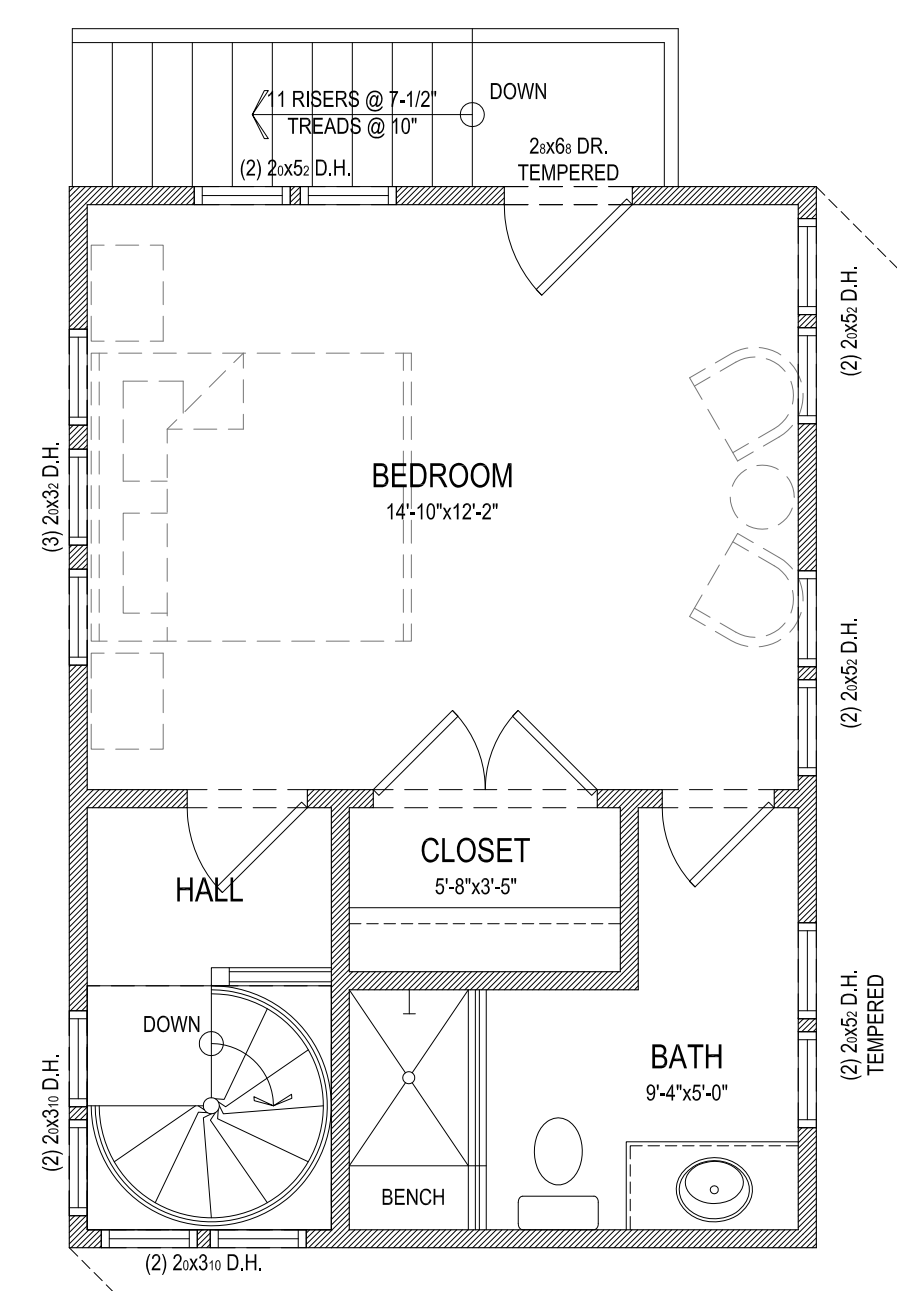 DOWN
11 RISERS @ 7-1/2"
TREADS @ 10"
(2) 20x52 D.H.
28x68 DR.
TEMPERED
(2) 20x52 D.H.
(3) 20x32 D.H.
BEDROOM
14'-10"x12'-2"
(2) 20x52 D.H.
CLOSET
5'-8"x3'-5"
HALL
DOWN
(2) 20x310 D.H.
BATH
9'-4"x5'-0"
(2) 20x52 D.H
TEMPERED
BENCH
(2) 20x310 D.H.